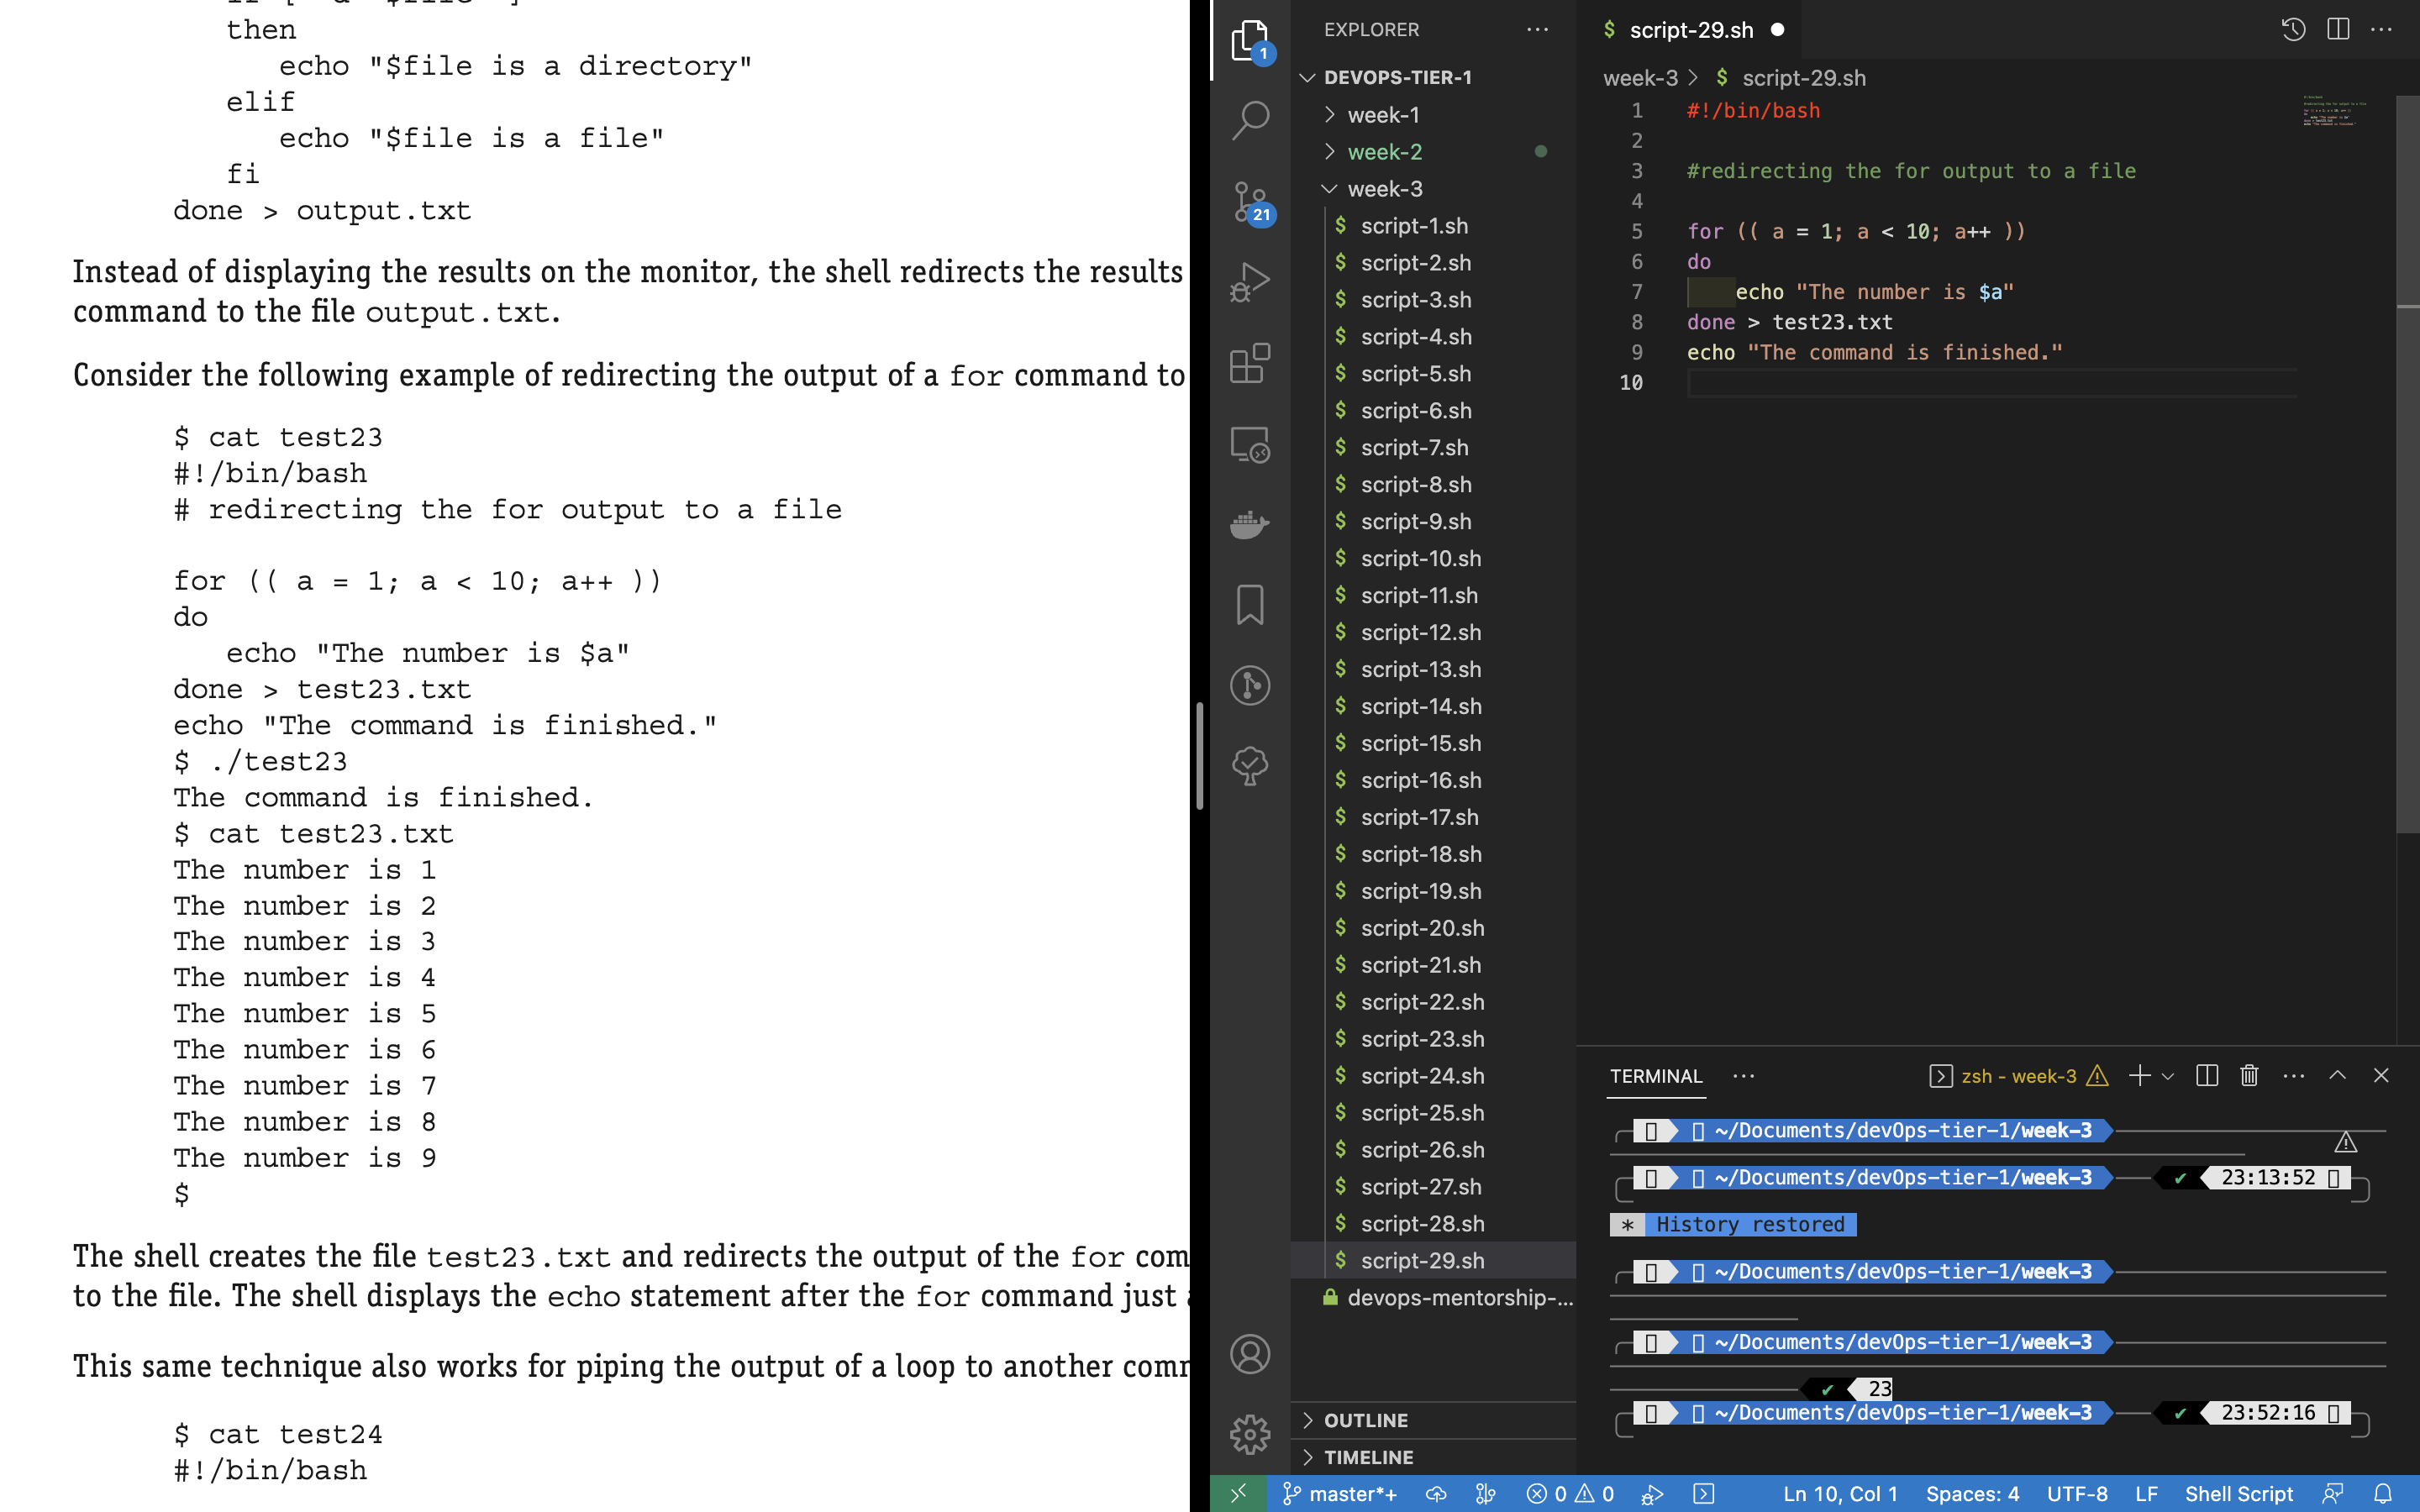 then
echo "$file is a directory"
elif
echo "$file is a file"
fi
done > output.txt
Instead of displaying the results on the monitor, the shell redirects the results
command to the file output.txt.
Consider the following example of redirecting the output of a for command to
$ cat test23
#!/bin/bash
# redirecting the for output to a file
for (( a = 1; a < 10; a++ ))
do
echo "The number is $a"
done > test23.txt
echo "The command is finished."
$ ./test23
The command is finished.
$ cat test23.txt
The number is 1
The number is 2
The number is 3
The number is 4
The number is 5
The number is 6
The number is 7
The number is 8
The number is 9
$
The shell creates the file test23.txt and redirects the output of the for com
to the file. The shell displays the echo statement after the for command just
This same technique also works for piping the output of a loop to another
$ cat test24
#!/bin/bash
1
21
EXPLORER
DEVOPS-TIER-1
week-1
week-2
week-3
$ script-1.sh
$ script-2.sh
$ script-3.sh
$ script-4.sh
$ script-5.sh
$ script-6.sh
$ script-7.sh
$ script-8.sh
$ script-9.sh
$ script-10.sh
$ script-11.sh
$ script-12.sh
$ script-13.sh
$ script-14.sh
$ script-15.sh
$ script-16.sh
$ script-17.sh
$ script-18.sh
$ script-19.sh
$ script-20.sh
$ script-21.sh
$ script-22.sh
$ script-23.sh
$ script-24.sh
$ script-25.sh
$ script-26.sh
$ script-27.sh
$ script-28.sh
$ script-29.sh
devops-mentorship-...
OUTLINE
TIMELINE
$ script-29.sh
week-3 > $ script-29.sh
1 #!/bin/bash
2
3 #redirecting the for output to a file
4
5 for (( a = 1; a < 10; a++ ))
6 do
7 echo "The number is $a"
8 done > test23.txt
9 echo "The command is finished."
10
TERMINAL
zsh - week-3
~/Documents/devOps-tier-1/week-3
~/Documents/devOps-tier-1/week-3 ✔ 23:13:52
* History restored
~/Documents/devOps-tier-1/week-3
~/Documents/devOps-tier-1/week-3
✔ 23
~/Documents/devOps-tier-1/week-3 ✔ 23:52:16
master*+ 0 0 Ln 10, Col 1 Spaces: 4 UTF-8 LF Shell Script